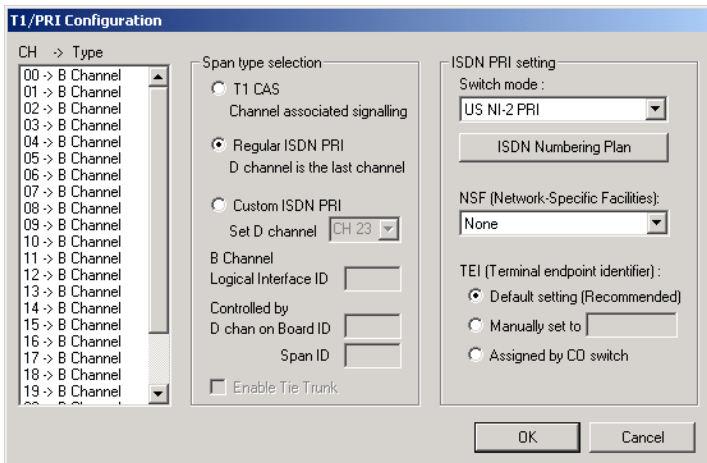 T1/PRI Configuration
CH -> Type
00 -> B Channel
01 -> B Channel
02 -> B Channel
03 -> B Channel
04 -> B Channel
05 -> B Channel
06 -> B Channel
07 -> B Channel
08 -> B Channel
09 -> B Channel
10 -> B Channel
11 -> B Channel
12 -> B Channel
13 -> B Channel
14 -> B Channel
15 -> B Channel
16 -> B Channel
17 -> B Channel
18 -> B Channel
19 -> B Channel
Span type selection
T1 CAS
Channel associated signalling
Regular ISDN PRI
D channel is the last channel
Custom ISDN PRI
Set D channel CH 23
B Channel
Logical Interface ID
Controlled by
D chan on Board ID
Span ID
Enable Tie Trunk
ISDN PRI setting
Switch mode :
US NI-2 PRI
ISDN Numbering Plan
NSF (Network-Specific Facilities):
None
TEI (Terminal endpoint identifier) :
Default setting (Recommended)
Manually set to
Assigned by CO switch
OK
Cancel